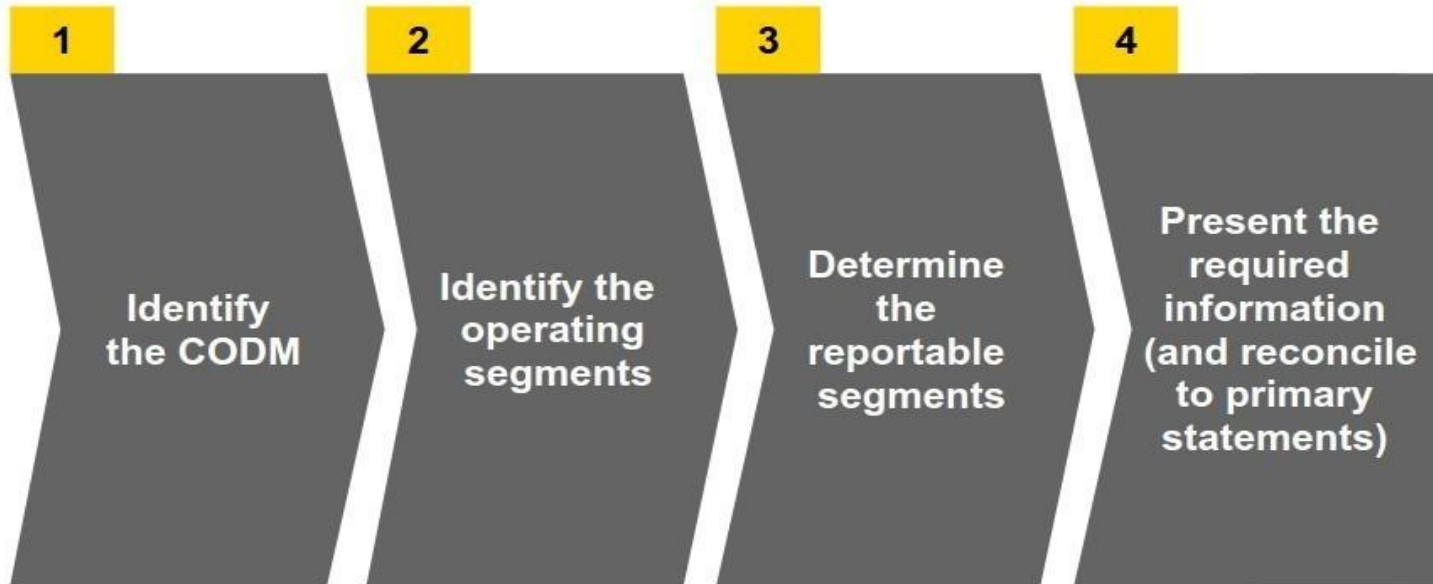 1
Identify
the CODM
2
Identify the
operating
segments
3
Determine
the
reportable
segments
4
Present the
required
information
(and reconcile
to primary
statements)